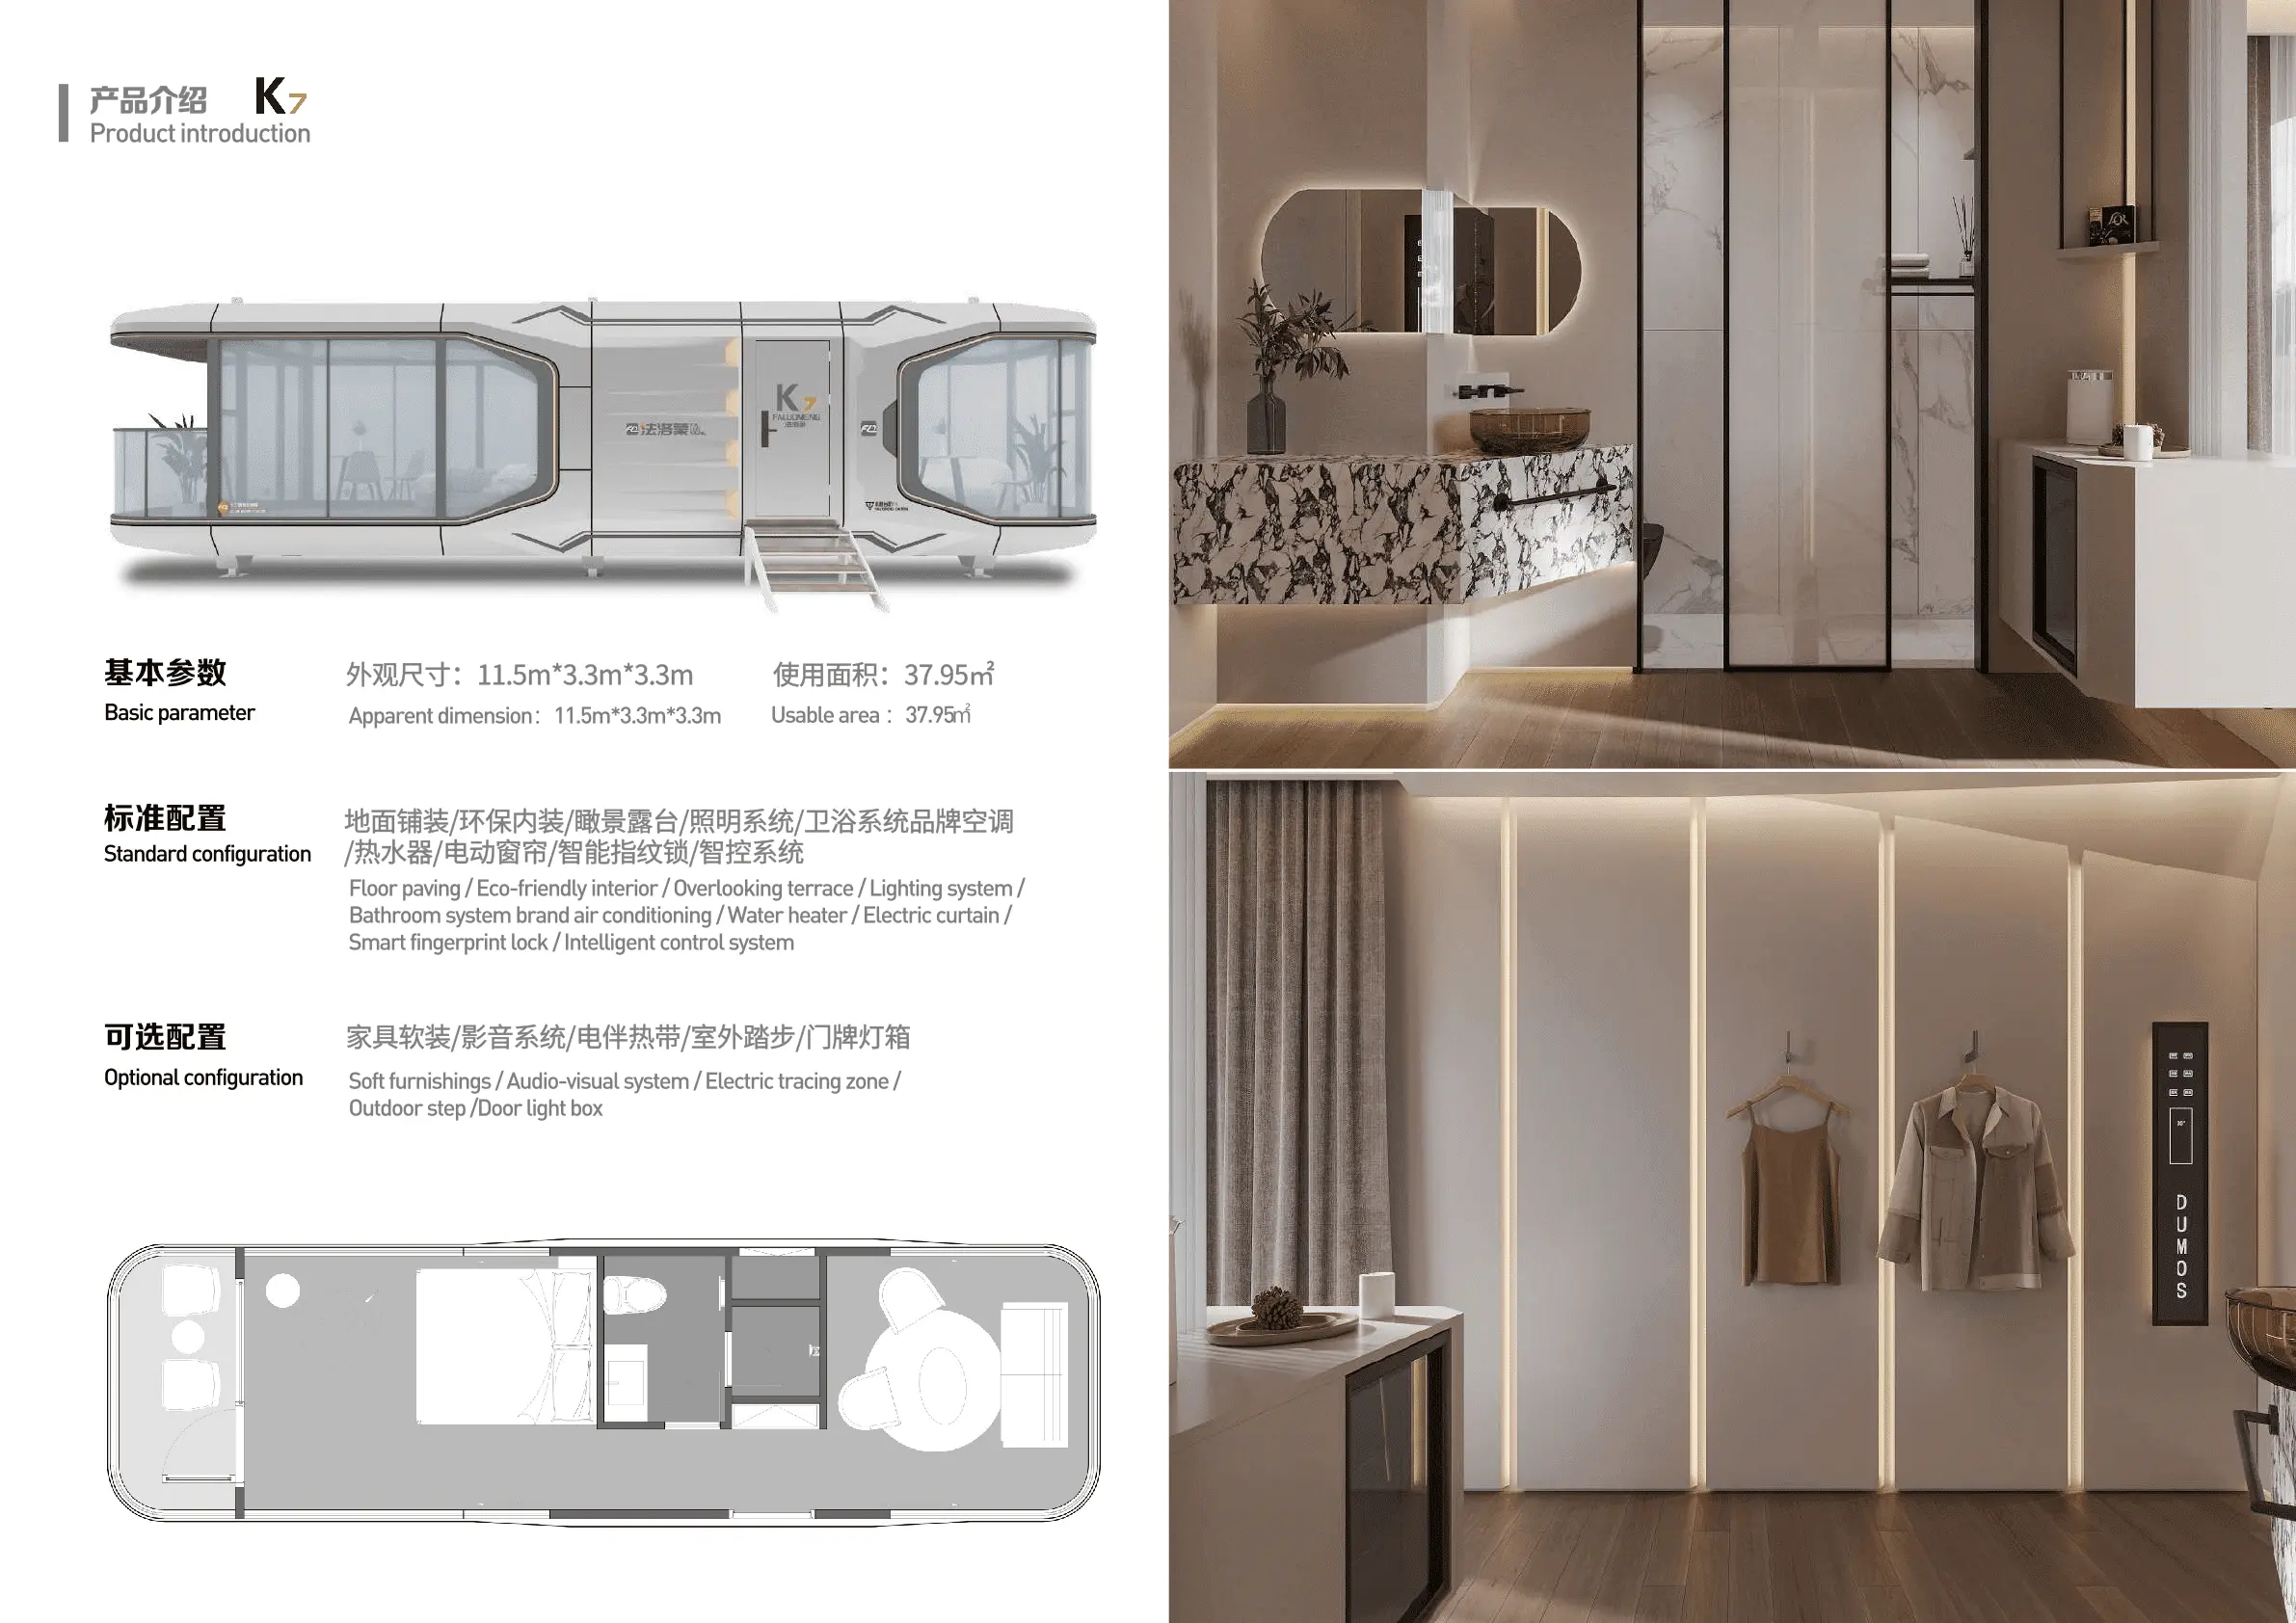 产品介绍 K7
Product introduction
K7
FALUOMENG
法洛蒙
基本参数
Basic parameter
外观尺寸：11.5m*3.3m*3.3m
使用面积：37.95㎡
Apparent dimension：11.5m*3.3m*3.3m
Usable area：37.95㎡
标准配置
Standard configuration
地面铺装/环保内装/瞰景露台/照明系统/卫浴系统品牌空调
/热水器/电动窗帘/智能指纹锁/智控系统
Floor paving / Eco-friendly interior / Overlooking terrace / Lighting system /
Bathroom system brand air conditioning / Water heater / Electric curtain /
Smart fingerprint lock / Intelligent control system
可选配置
Optional configuration
家具软装/影音系统/电伴热带/室外踏步/门牌灯箱
Soft furnishings / Audio-visual system / Electric tracing zone /
Outdoor step /Door light box
L'OR
DUMOS